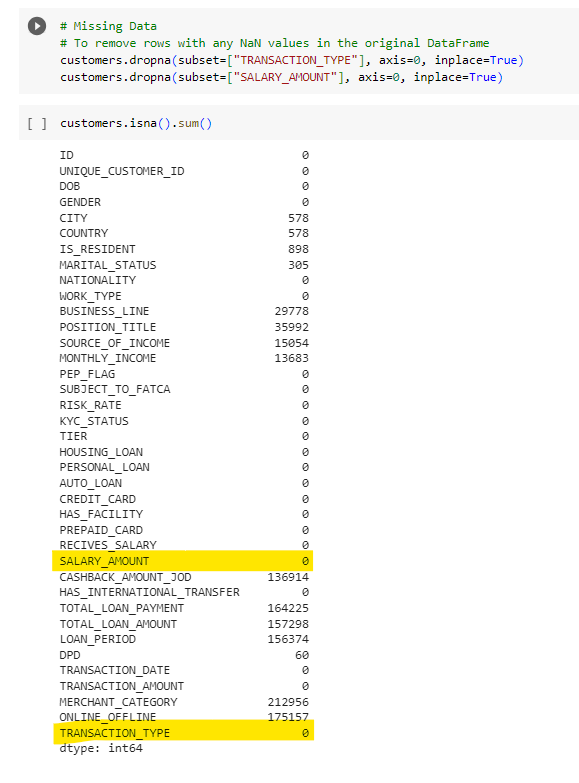 # Missing Data
# To remove rows with any NaN values in the original DataFrame
customers.dropna(subset=["TRANSACTION_TYPE"], axis=0, inplace=True)
customers.dropna(subset=["SALARY_AMOUNT"], axis=0, inplace=True)
[ ] customers.isna().sum()
ID 0
UNIQUE_CUSTOMER_ID 0
DOB 0
GENDER 0
CITY 578
COUNTRY 578
IS_RESIDENT 898
MARITAL_STATUS 305
NATIONALITY 0
WORK_TYPE 0
BUSINESS_LINE 29778
POSITION_TITLE 35992
SOURCE_OF_INCOME 15054
MONTHLY_INCOME 13683
PEP_FLAG 0
SUBJECT_TO_FATCA 0
RISK_RATE 0
KYC_STATUS 0
TIER 0
HOUSING_LOAN 0
PERSONAL_LOAN 0
AUTO_LOAN 0
CREDIT_CARD 0
HAS_FACILITY 0
PREPAID_CARD 0
RECIVES_SALARY 0
SALARY_AMOUNT 0
CASHBACK_AMOUNT_JOD 136914
HAS_INTERNATIONAL_TRANSFER 0
TOTAL_LOAN_PAYMENT 164225
TOTAL_LOAN_AMOUNT 157298
LOAN_PERIOD 156374
DPD 60
TRANSACTION_DATE 0
TRANSACTION_AMOUNT 0
MERCHANT_CATEGORY 212956
ONLINE_OFFLINE 175157
TRANSACTION_TYPE 0
dtype: int64